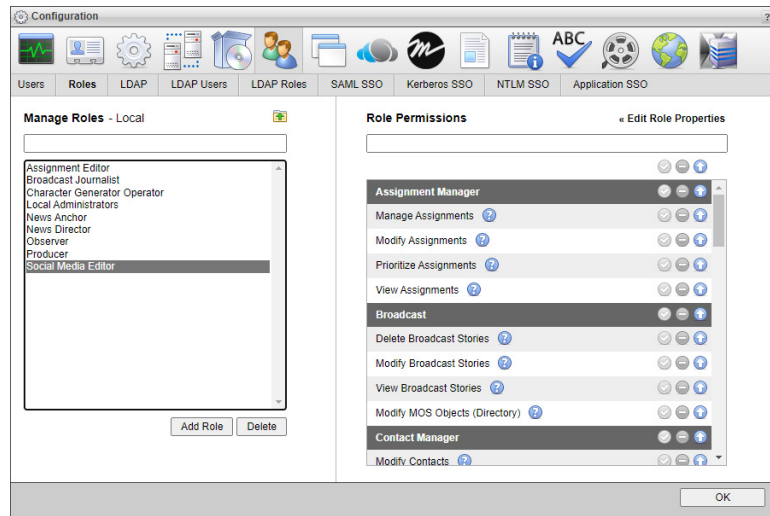 Configuration
?
ABC
Users Roles LDAP LDAP Users LDAP Roles SAML SSO Kerberos SSO NTLM SSO Application SSO
Manage Roles - Local
Assignment Editor
Broadcast Journalist
Character Generator Operator
Local Administrators
News Anchor
News Director
Observer
Producer
Social Media Editor
Add Role Delete
Role Permissions « Edit Role Properties
Assignment Manager
Manage Assignments ?
Modify Assignments ?
Prioritize Assignments ?
View Assignments ?
Broadcast
Delete Broadcast Stories ?
Modify Broadcast Stories ?
View Broadcast Stories ?
Modify MOS Objects (Directory) ?
Contact Manager
Modify Contacts ?
OK